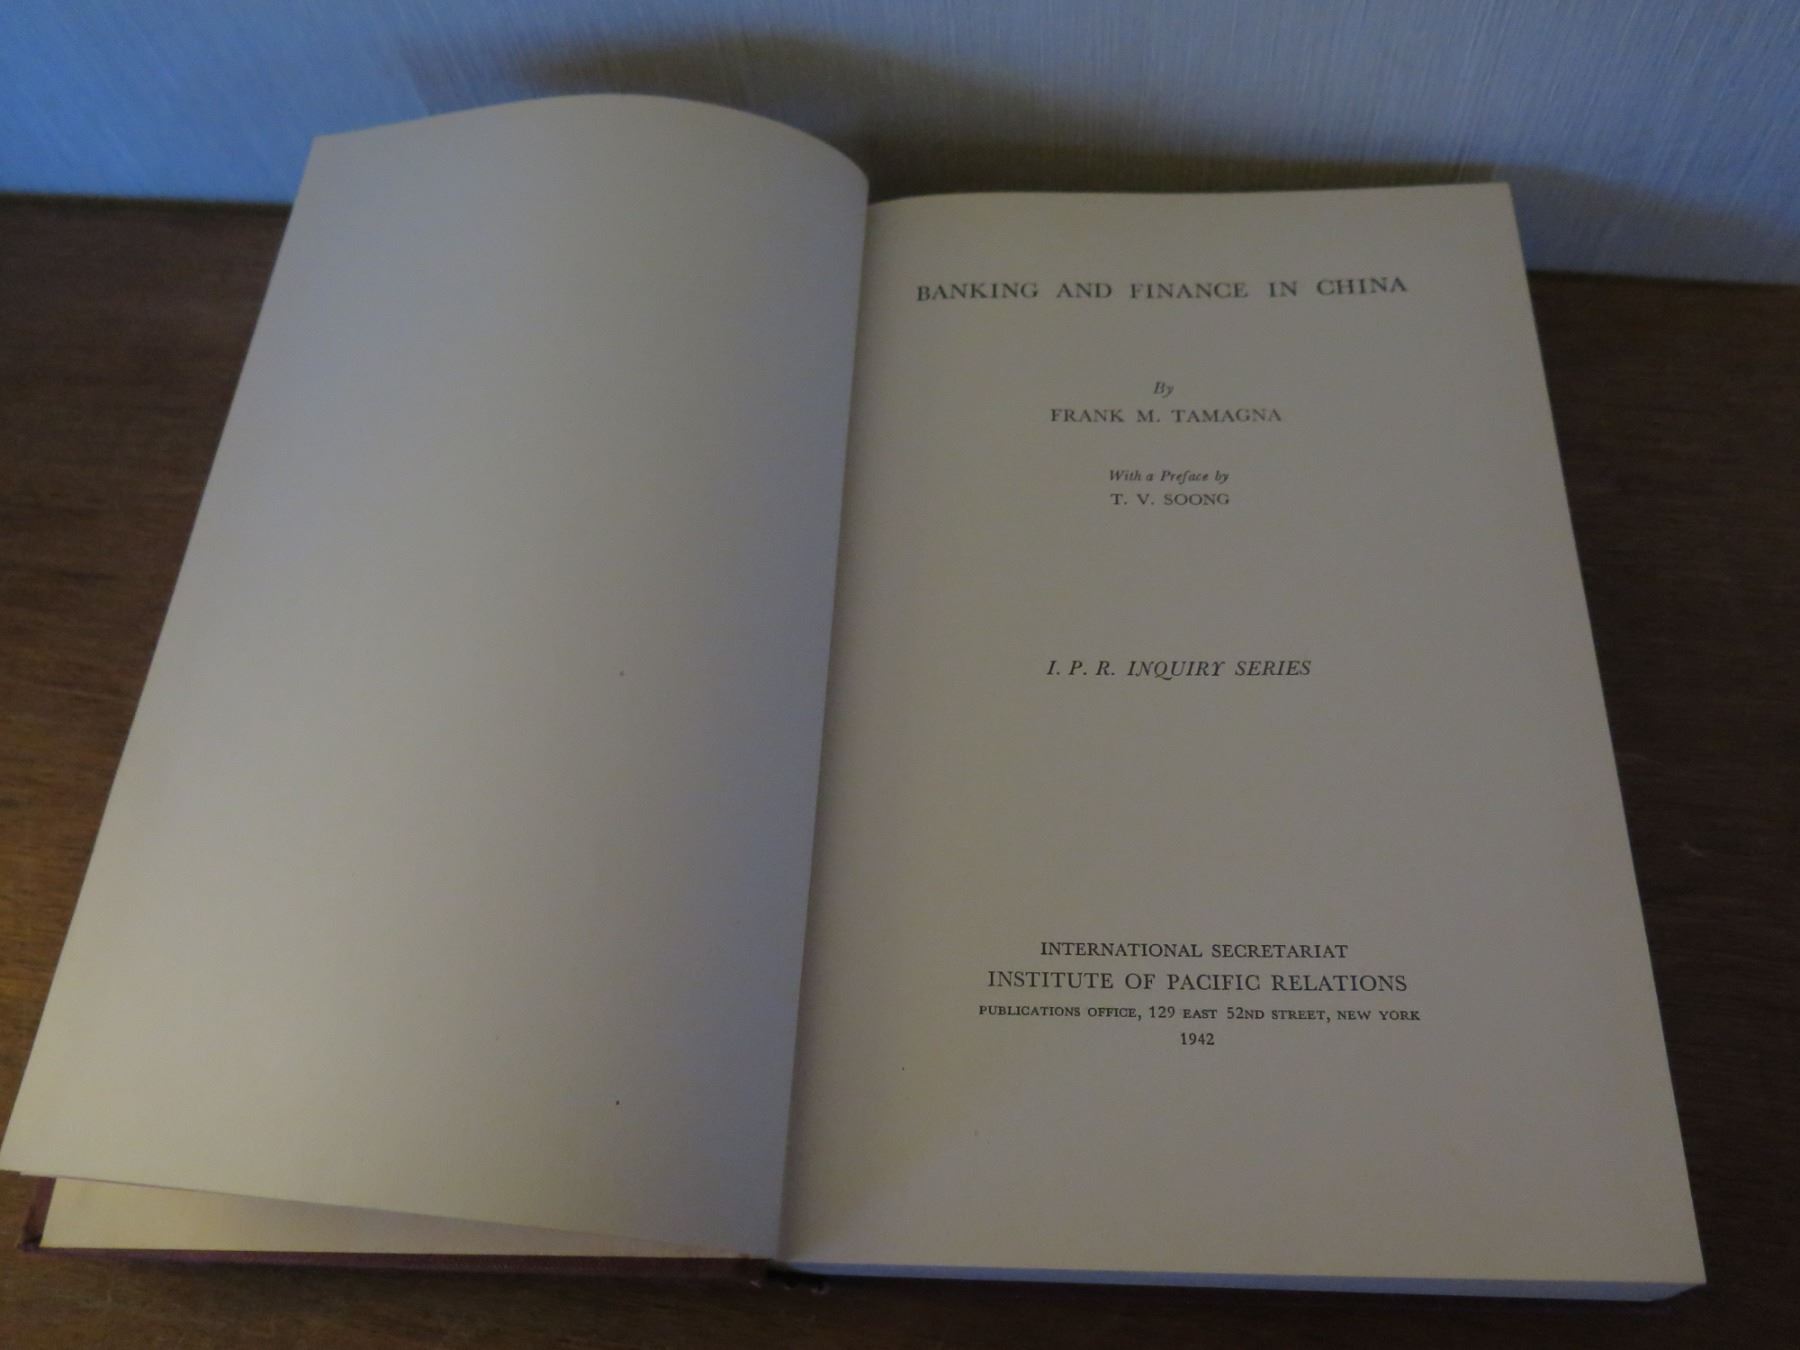 BANKING AND FINANCE IN CHINA
By
FRANK M. TAMAGNA
With a Preface by
T. V. SOONG
I. P. R. INQUIRY SERIES
INTERNATIONAL SECRETARIAT
INSTITUTE OF PACIFIC RELATIONS
PUBLICATIONS OFFICE, 129 EAST 52ND STREET, NEW YORK
1942